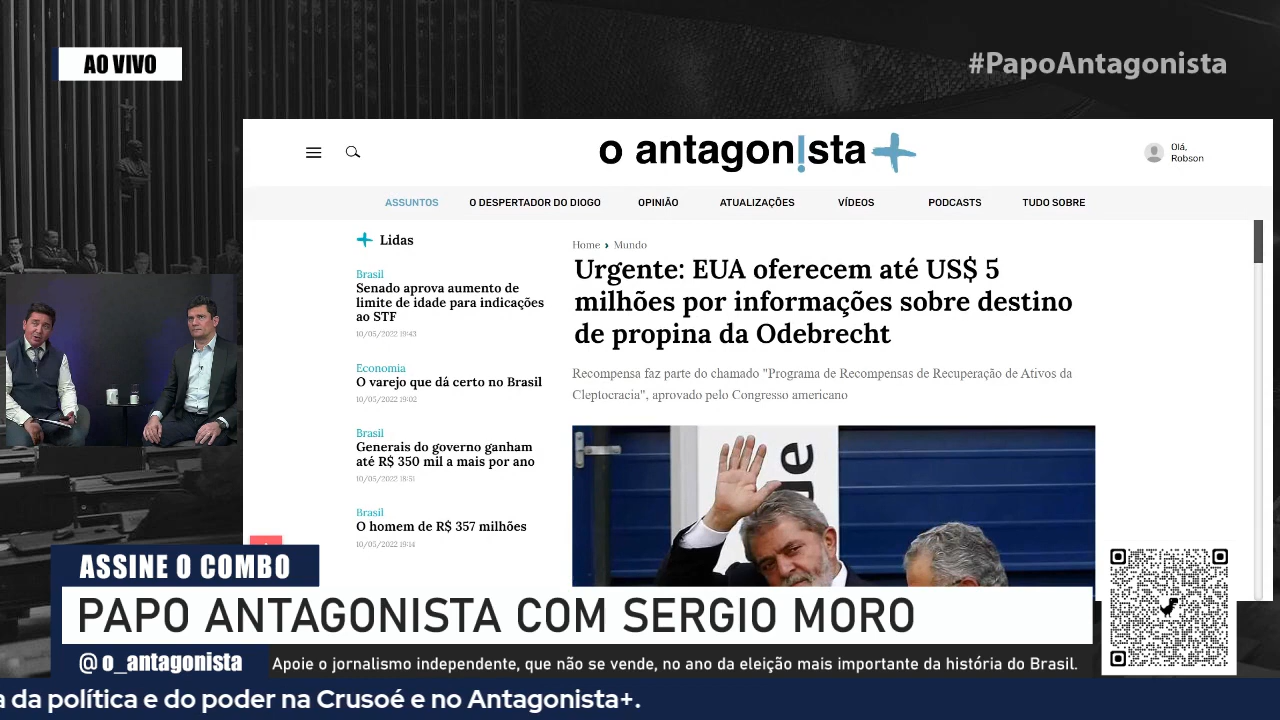 AO VIVO
#PapoAntagonista
o antagon!sta
Olá,
Robson
ASSUNTOS
O DESPERTADOR DO DIOGO
OPINIÃO
ATUALIZAÇÕES
VÍDEOS
PODCASTS
TUDO SOBRE
Lidas
Brasil
Senado aprova aumento de
limite de idade para indicações
ao STF
10/05/2022 19:43
Economia
O varejo que dá certo no Brasil
10/05/2022 19:02
Brasil
Generais do governo ganham
até R$ 350 mil a mais por ano
10/05/2022 18:51
Brasil
O homem de R$ 357 milhões
10/05/2022 19:14
Home › Mundo
Urgente: EUA oferecem até US$ 5
milhões por informações sobre destino
de propina da Odebrecht
Recompensa faz parte do chamado "Programa de Recompensas de Recuperação de Ativos da
Cleptocracia", aprovado pelo Congresso americano
de
ASSINE O COMBO
PAPO ANTAGONISTA COM SERGIO MORO
@o_antagonista
Apoie o jornalismo independente, que não se vende, no ano da eleição mais importante da história do Brasil.
a da política e do poder na Crusoé e no Antagonista+.